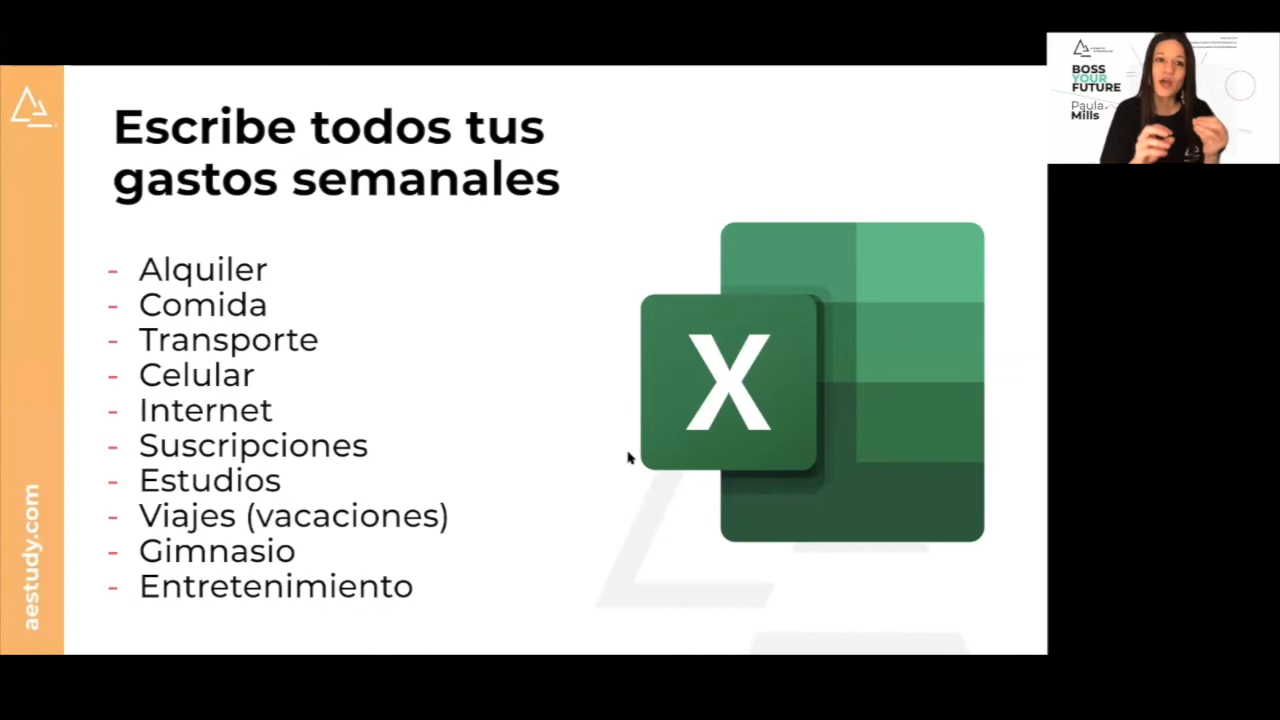 Escribe todos tus
gastos semanales
- Alquiler
- Comida
- Transporte
- Celular
- Internet
- Suscripciones
- Estudios
- Viajes (vacaciones)
- Gimnasio
- Entretenimiento
aestudy.com
X
BOSS
YOUR
FUTURE
Paula
Mills